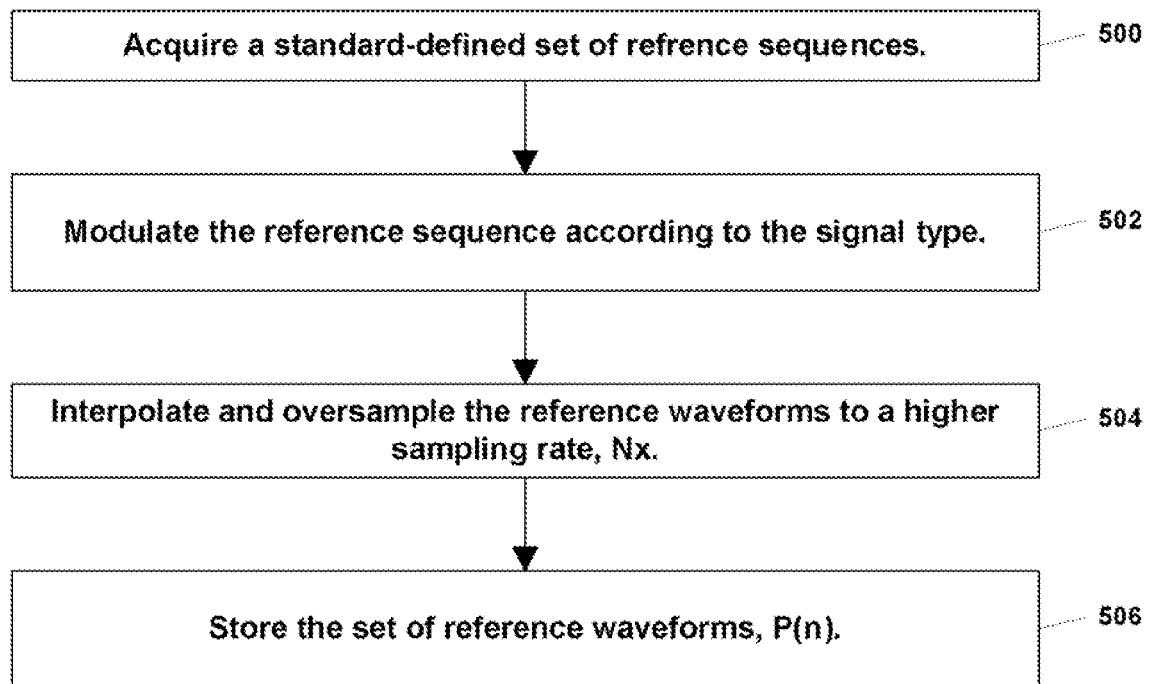 Acquire a standard-defined set of refrence sequences.
500
Modulate the reference sequence according to the signal type.
502
Interpolate and oversample the reference waveforms to a higher
sampling rate, Nx.
504
Store the set of reference waveforms, P(n).
506